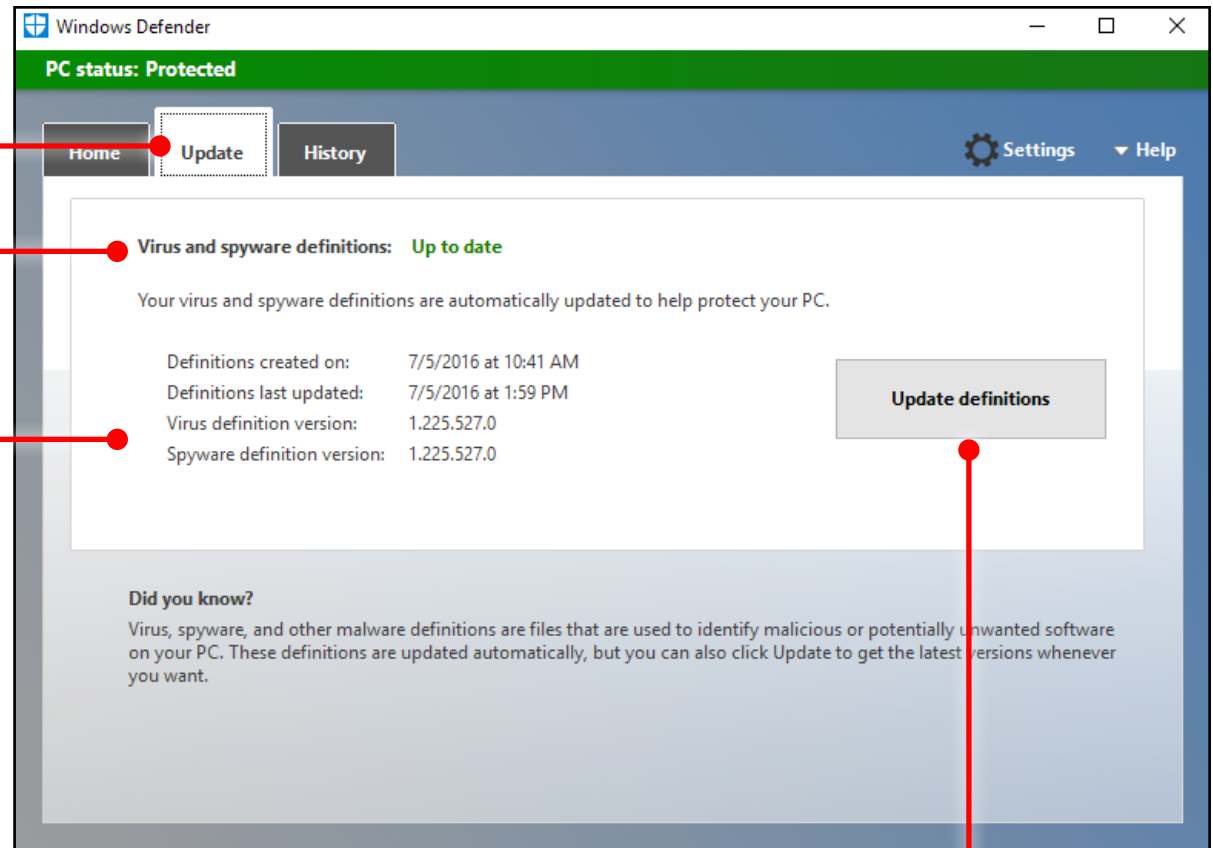 Windows Defender
PC status: Protected
Home Update History Settings Help
Virus and spyware definitions: Up to date
Your virus and spyware definitions are automatically updated to help protect your PC.
Definitions created on: 7/5/2016 at 10:41 AM
Definitions last updated: 7/5/2016 at 1:59 PM
Virus definition version: 1.225.527.0
Spyware definition version: 1.225.527.0
Update definitions
Did you know?
Virus, spyware, and other malware definitions are files that are used to identify malicious or potentially unwanted software
on your PC. These definitions are updated automatically, but you can also click Update to get the latest versions whenever
you want.